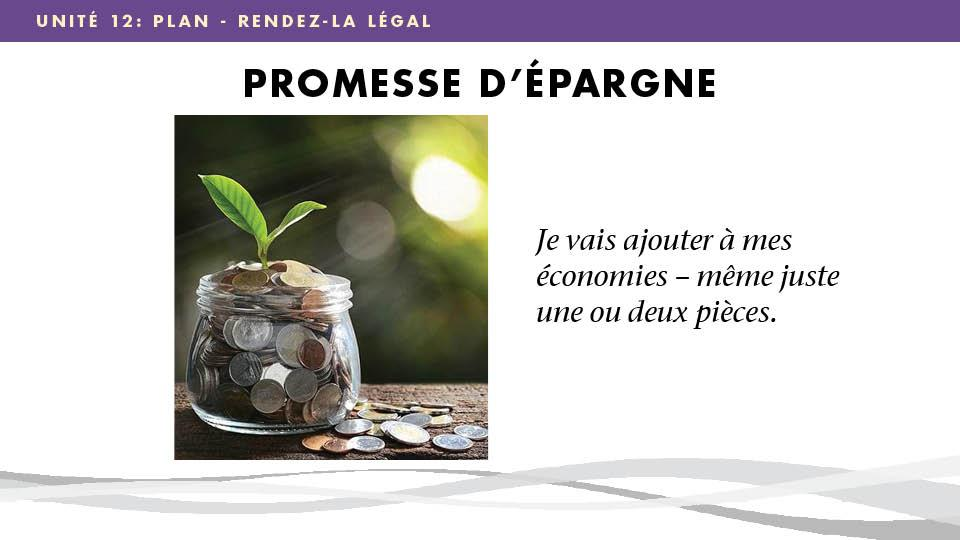 UNITÉ 12: PLAN - RENDEZ-LA LÉGAL
PROMESSE D’ÉPARGNE
Je vais ajouter à mes
économies – même juste
une ou deux pièces.